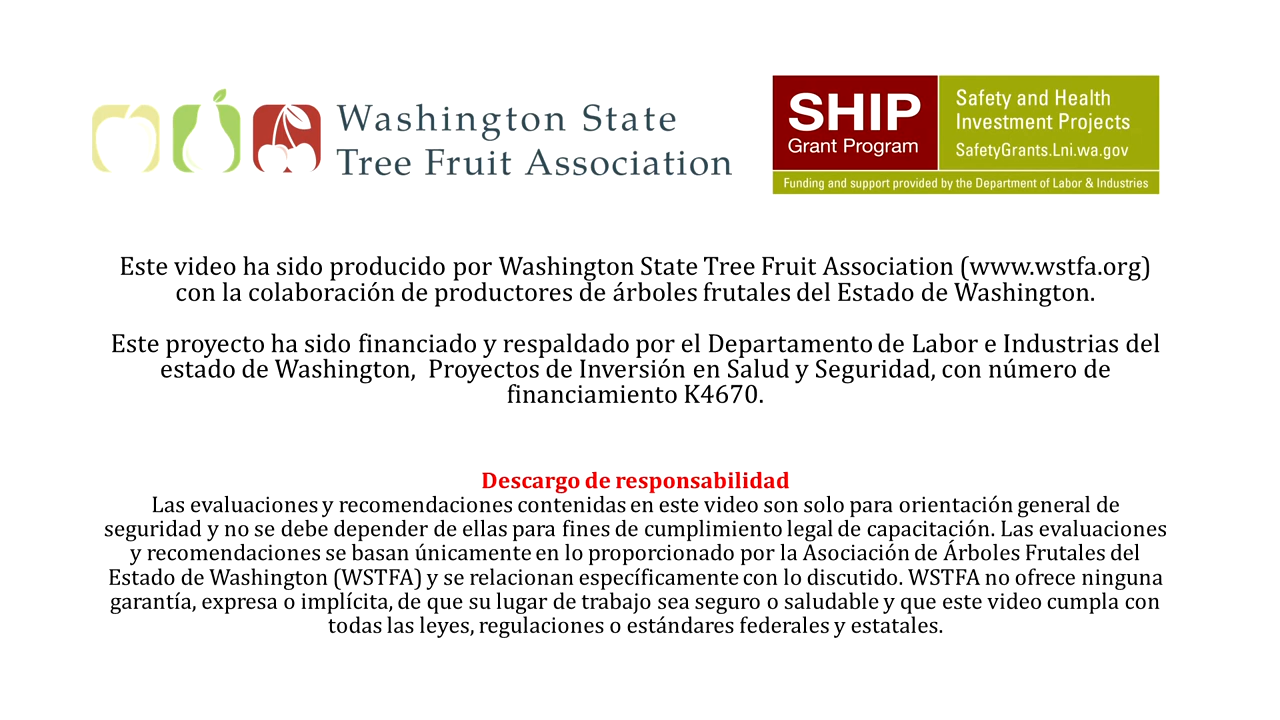 Washington State
Tree Fruit Association
SHIP
Grant Program
Safety and Health
Investment Projects
SafetyGrants.Lni.wa.gov
Funding and support provided by the Department of Labor & Industries
Este video ha sido producido por Washington State Tree Fruit Association (www.wstfa.org)
con la colaboración de productores de árboles frutales del Estado de Washington.
Este proyecto ha sido financiado y respaldado por el Departamento de Labor e Industrias del
estado de Washington, Proyectos de Inversión en Salud y Seguridad, con número de
financiamiento K4670.
Descargo de responsabilidad
Las evaluaciones y recomendaciones contenidas en este video son solo para orientación general de
seguridad y no se debe depender de ellas para fines de cumplimiento legal de capacitación. Las evaluaciones
y recomendaciones se basan únicamente en lo proporcionado por la Asociación de Árboles Frutales del
Estado de Washington (WSTFA) y se relacionan específicamente con lo discutido. WSTFA no ofrece ninguna
garantía, expresa o implícita, de que su lugar de trabajo sea seguro o saludable y que este video cumpla con
todas las leyes, regulaciones o estándares federales y estatales.